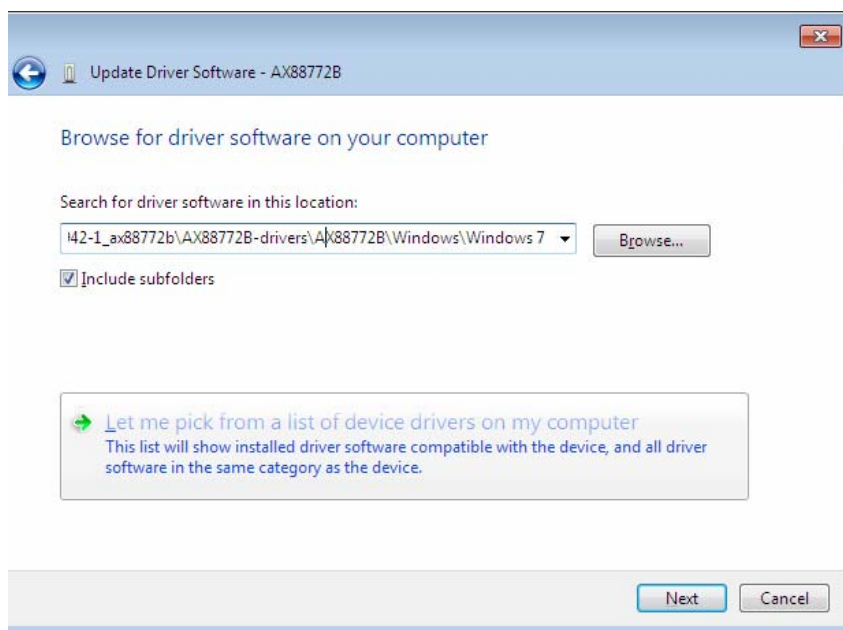 Update Driver Software - AX88772B
Browse for driver software on your computer
Search for driver software in this location:
42-1_ax88772b\AX88772B-drivers\AX88772B\Windows\Windows 7
Browse...
Include subfolders
Let me pick from a list of device drivers on my computer
This list will show installed driver software compatible with the device, and all driver
software in the same category as the device.
Next
Cancel